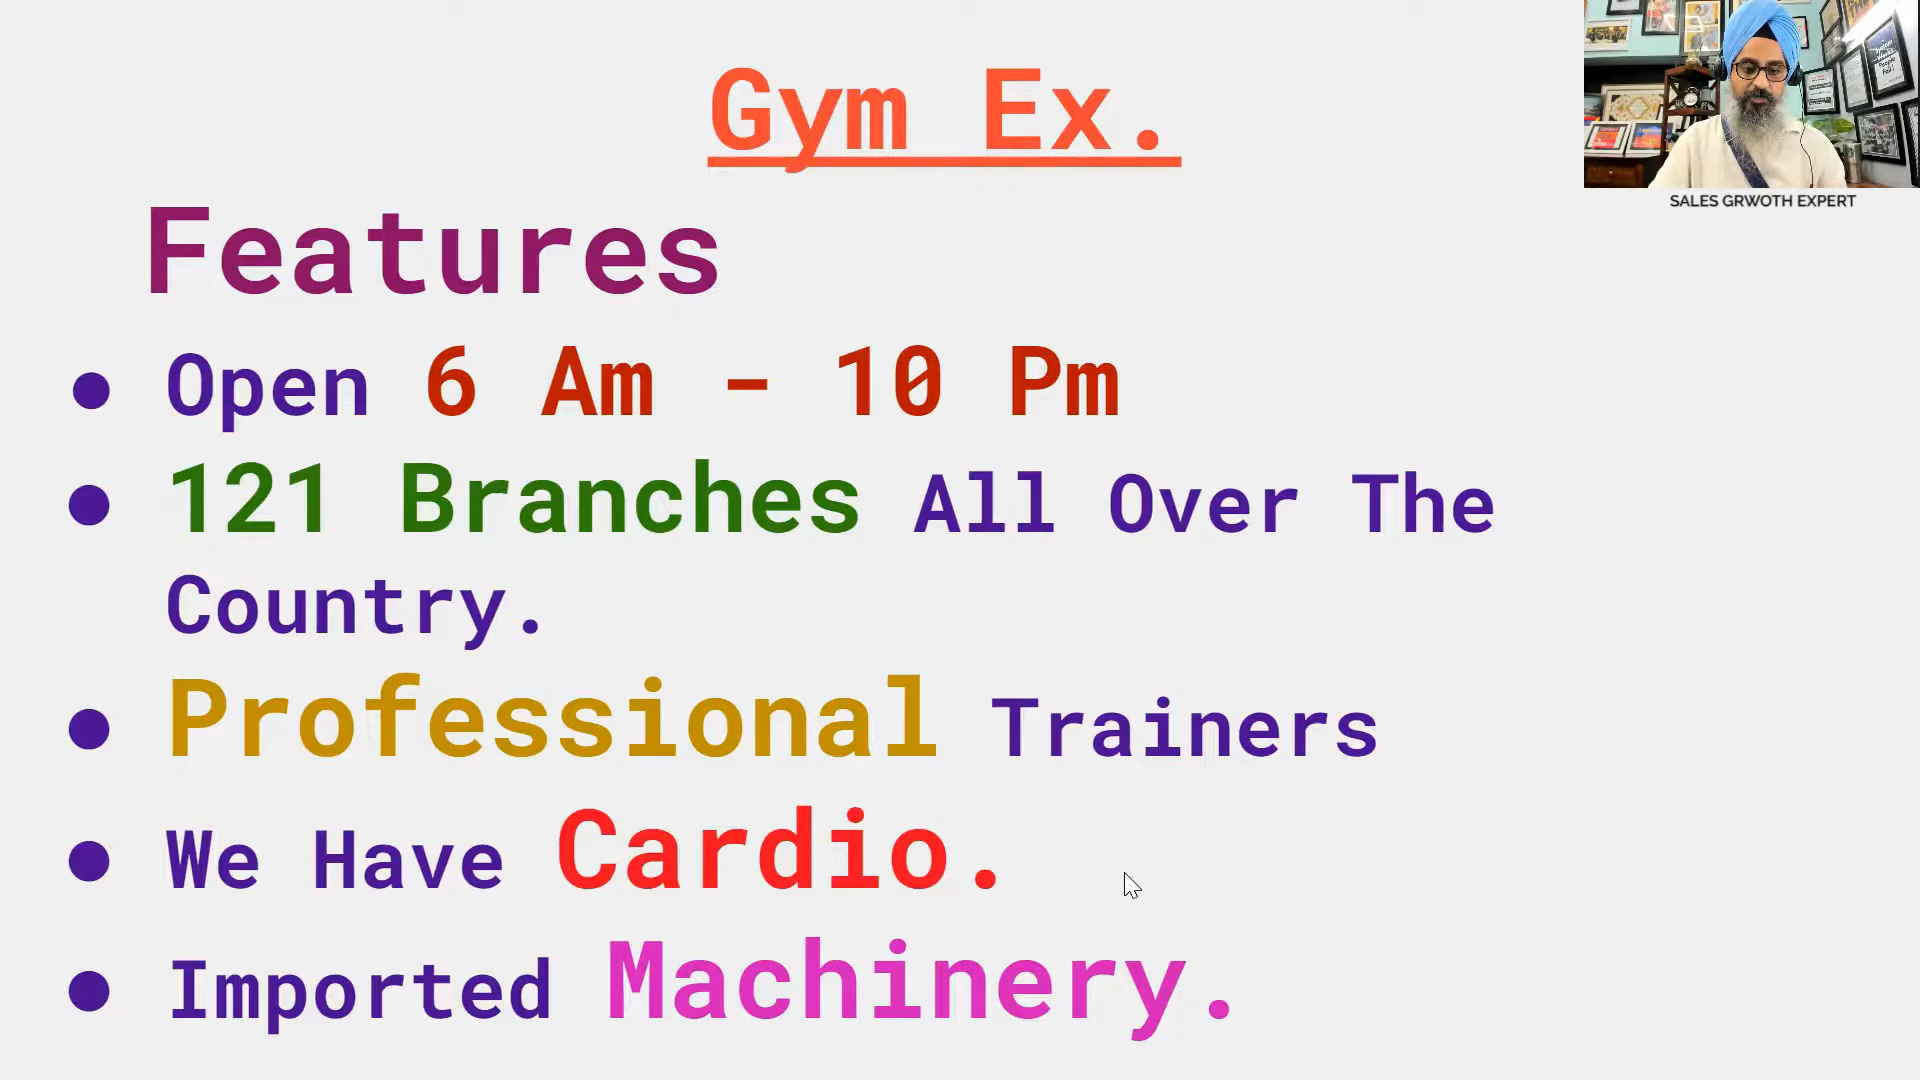 Gym Ex.
SALES GRWOTH EXPERT
Features
● Open 6 Am - 10 Pm
● 121 Branches All Over The
Country.
● Professional Trainers
● We Have Cardio.
● Imported Machinery.